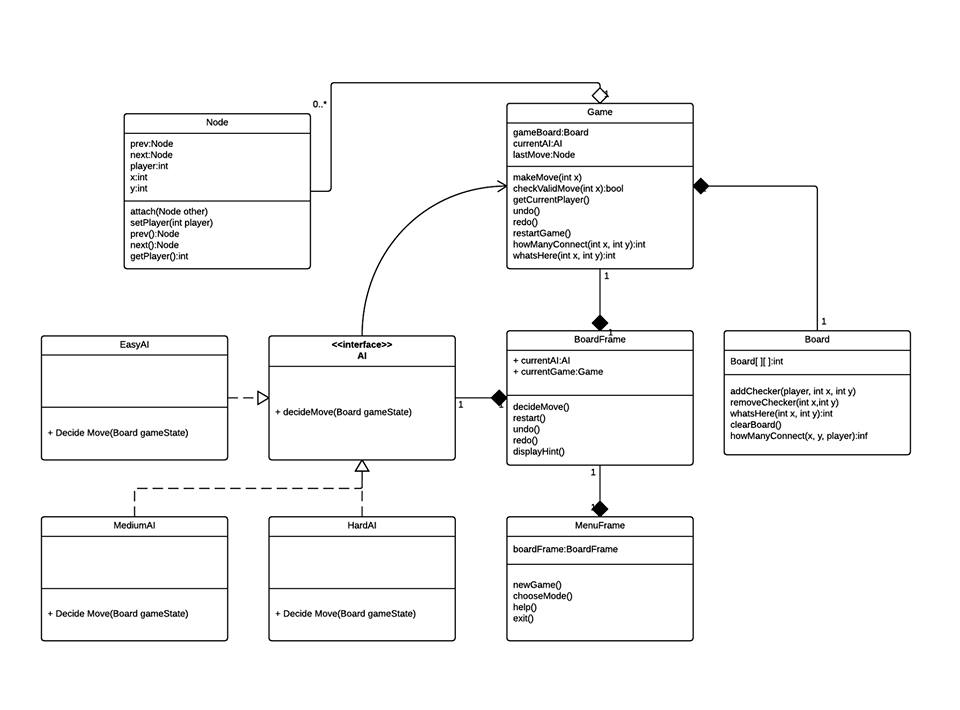 0..*
1
Node
prev:Node
next:Node
player:int
x:int
y:int
attach(Node other)
setPlayer(int player)
prev():Node
next():Node
getPlayer():int
Game
gameBoard:Board
currentAI:AI
lastMove:Node
makeMove(int x)
checkValidMove(int x):bool
getCurrentPlayer()
undo()
redo()
restartGame()
howManyConnect(int x, int y):int
whatsHere(int x, int y):int
1
1
1
EasyAI
+ Decide Move(Board gameState)
<<interface>>
AI
+ decideMove(Board gameState)
1
1
BoardFrame
+ currentAI:AI
+ currentGame:Game
decideMove()
restart()
undo()
redo()
displayHint()
Board
Board[ ][ ]:int
addChecker(player, int x, int y)
removeChecker(int x,int y)
whatsHere(int x, int y):int
clearBoard()
howManyConnect(x, y, player):inf
1
1
MediumAI
+ Decide Move(Board gameState)
HardAI
+ Decide Move(Board gameState)
MenuFrame
boardFrame:BoardFrame
newGame()
chooseMode()
help()
exit()